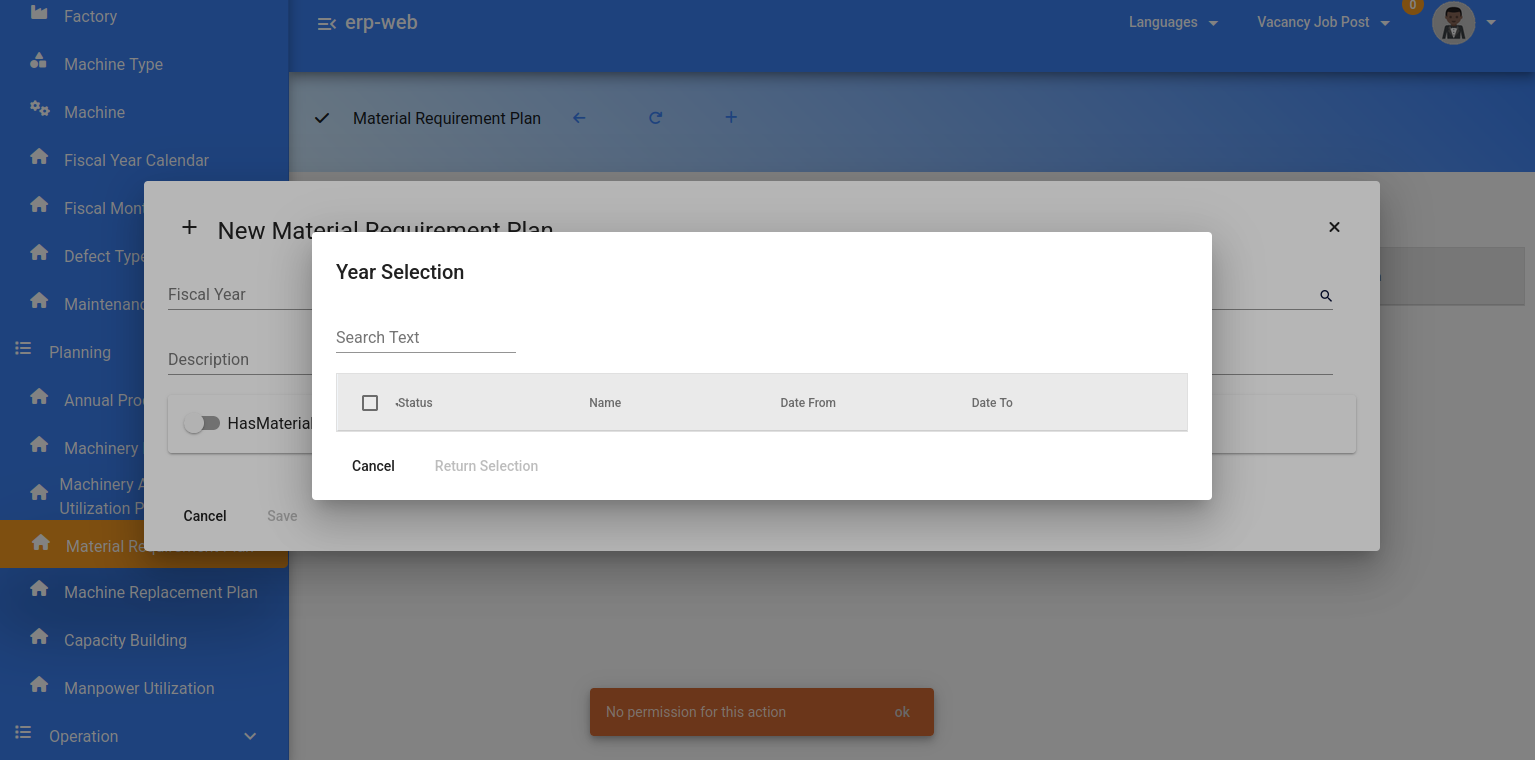 Factory
Machine Type
Machine
Fiscal Year Calendar
Fiscal Mont
Defect Type
Maintenanc
Planning
Annual Pro
Machinery
Machinery A
Utilization P
Material Requirement Plan
Machine Replacement Plan
Capacity Building
Manpower Utilization
Operation
erp-web
Languages
Vacancy Job Post
0
Material Requirement Plan
New Material Requirement Plan
Fiscal Year
Description
HasMaterial
Cancel
Save
Year Selection
Search Text
Status
Name
Date From
Date To
Cancel
Return Selection
No permission for this action
ok